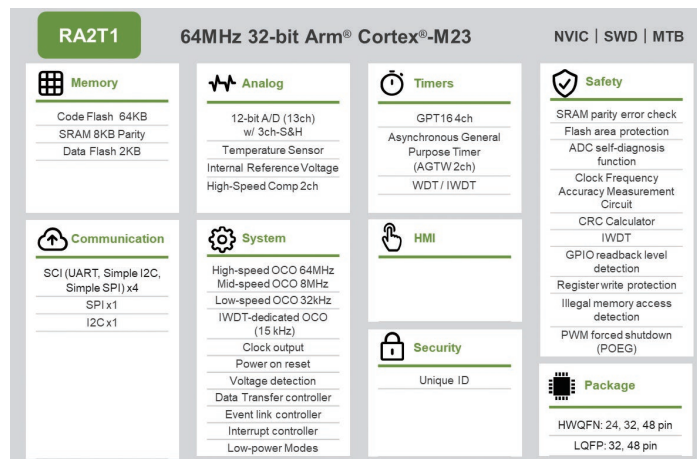 RA2T1
64MHz 32-bit Arm® Cortex®-M23
NVIC | SWD | MTB
Memory
Code Flash 64KB
SRAM 8KB Parity
Data Flash 2KB
Analog
12-bit A/D (13ch)
w/ 3ch-S&H
Temperature Sensor
Internal Reference Voltage
High-Speed Comp 2ch
Timers
GPT16 4ch
Asynchronous General
Purpose Timer
(AGTW 2ch)
WDT / IWDT
Safety
SRAM parity error check
Flash area protection
ADC self-diagnosis
function
Clock Frequency
Accuracy Measurement
Circuit
CRC Calculator
IWDT
GPIO readback level
detection
Register write protection
Illegal memory access
detection
PWM forced shutdown
(POEG)
Communication
SCI (UART, Simple I2C,
Simple SPI) x4
SPI x1
I2C x1
System
High-speed OCO 64MHz
Mid-speed OCO 8MHz
Low-speed OCO 32kHz
IWDT-dedicated OCO
(15 kHz)
Clock output
Power on reset
Voltage detection
Data Transfer controller
Event link controller
Interrupt controller
Low-power Modes
HMI
Security
Unique ID
Package
HWQFN: 24, 32, 48 pin
LQFP: 32, 48 pin